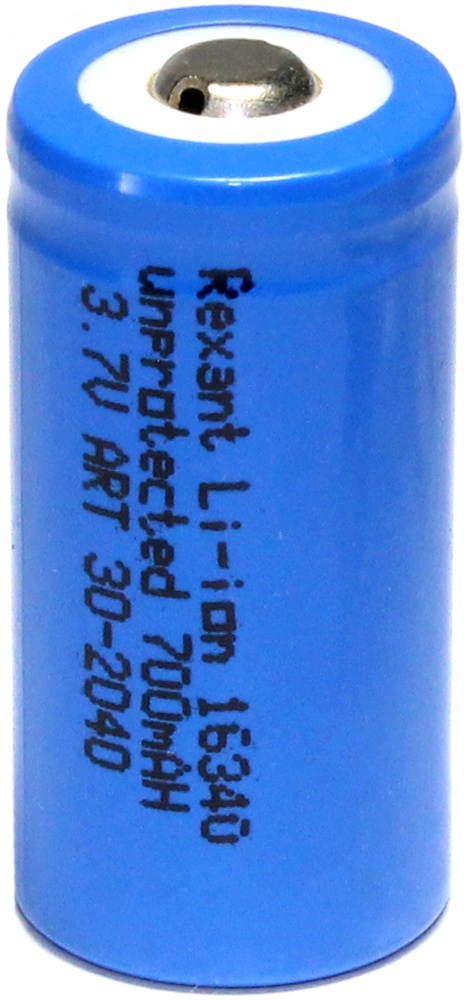 Rexant Li-ion 16340
unprotected 700mAH
3.7V ART 30-2040